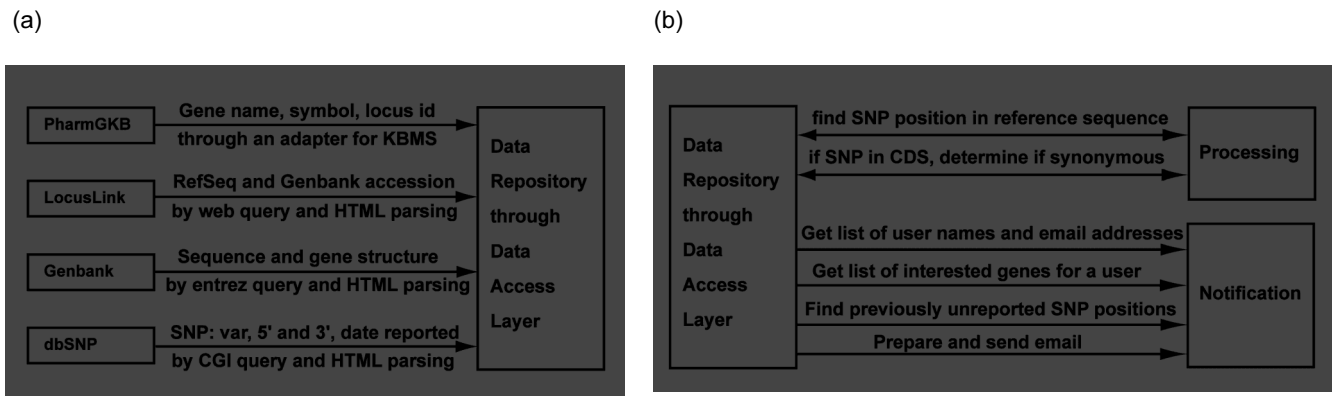 (a)
PharmGKB
Gene name, symbol, locus id
through an adapter for KBMS
LocusLink
RefSeq and Genbank accession
by web query and HTML parsing
Genbank
Sequence and gene structure
by entrez query and HTML parsing
dbSNP
SNP: var, 5' and 3', date reported
by CGI query and HTML parsing
Data
Repository
through
Data
Access
Layer
(b)
Data
Repository
through
Data
Access
Layer
find SNP position in reference sequence
if SNP in CDS, determine if synonymous
Processing
Get list of user names and email addresses
Get list of interested genes for a user
Find previously unreported SNP positions
Prepare and send email
Notification